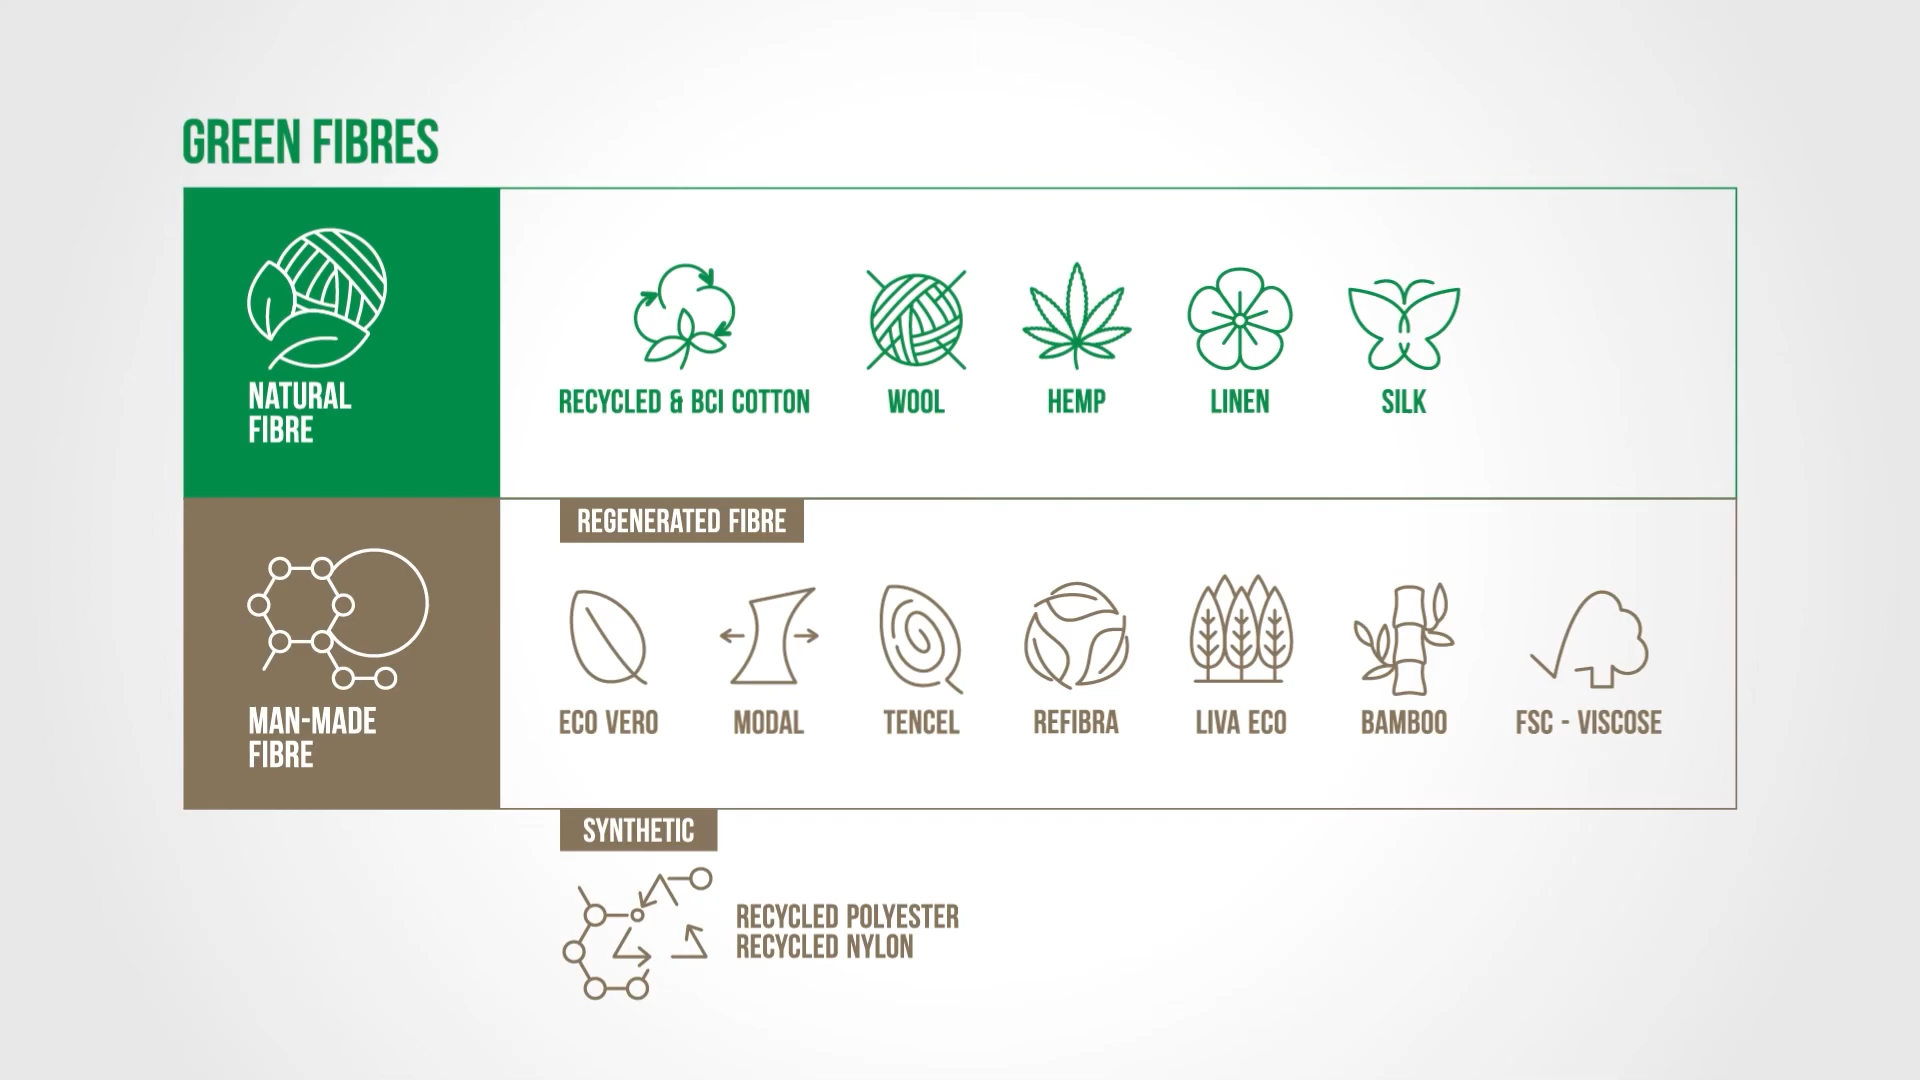 GREEN FIBRES
NATURAL
FIBRE
RECYCLED & BCI COTTON
WOOL
HEMP
LINEN
SILK
MAN-MADE
FIBRE
REGENERATED FIBRE
ECO VERO
MODAL
TENCEL
REFIBRA
LIVA ECO
BAMBOO
FSC - VISCOSE
SYNTHETIC
RECYCLED POLYESTER
RECYCLED NYLON